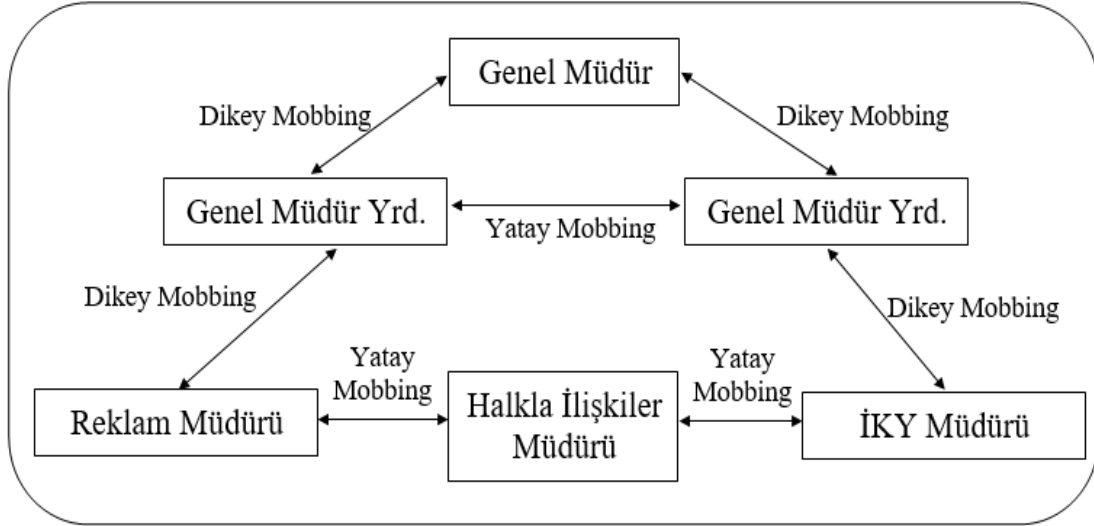 Genel Müdür
Dikey Mobbing
Dikey Mobbing
Genel Müdür Yrd.
Yatay Mobbing
Genel Müdür Yrd.
Dikey Mobbing
Dikey Mobbing
Yatay
Mobbing
Yatay
Mobbing
Reklam Müdürü
Halkla İlişkiler
Müdürü
İKY Müdürü